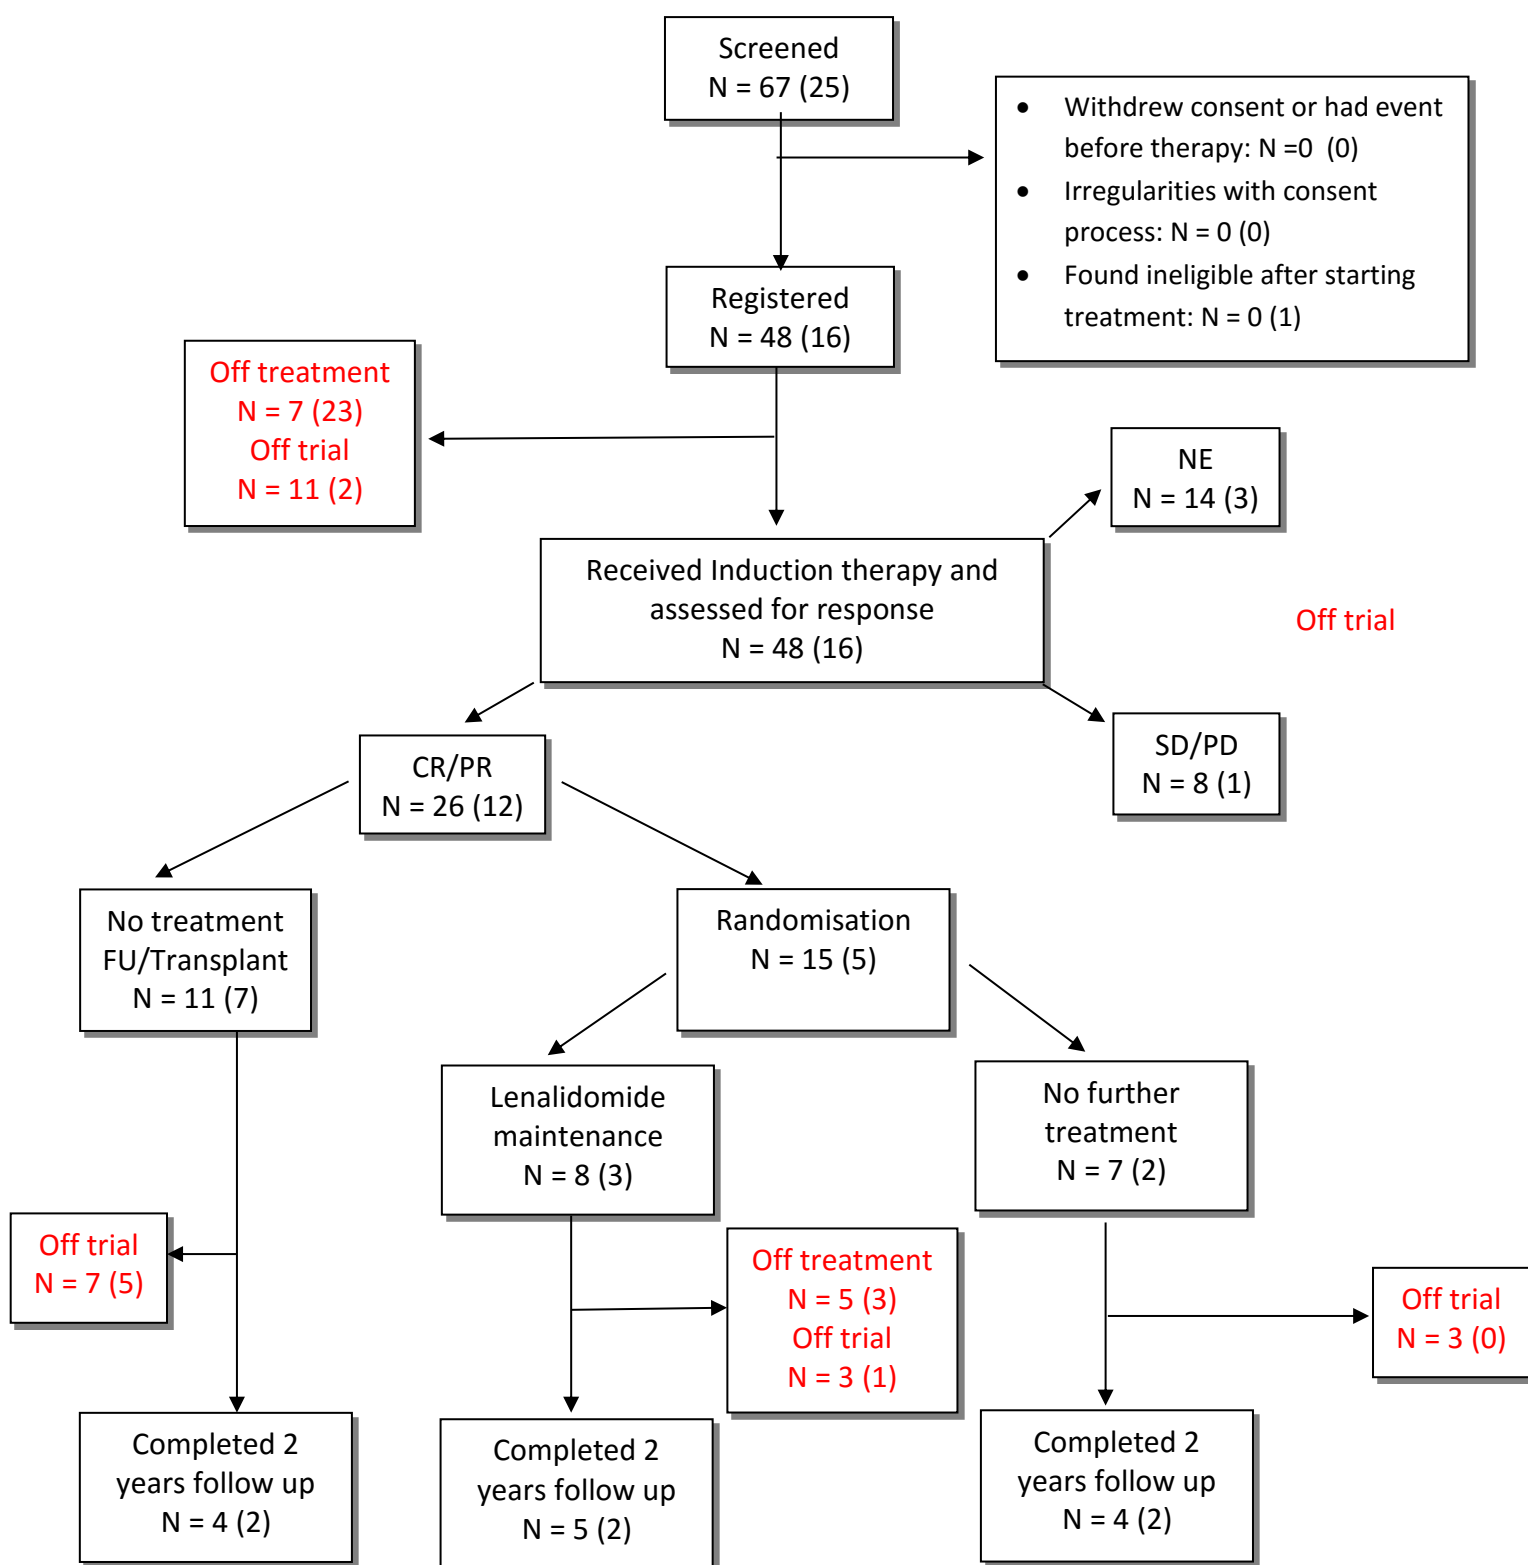 Screened
N = 67 (25)
• Withdrew consent or had event
before therapy: N =0  (0)
• Irregularities with consent
process: N = 0 (0)
• Found ineligible after starting
treatment: N = 0 (1)
Registered
N = 48 (16)
Off treatment
N = 7 (23)
Off trial
N = 11 (2)
NE
N = 14 (3)
Received Induction therapy and
assessed for response
N = 48 (16)
Off trial
SD/PD
N = 8 (1)
CR/PR
N = 26 (12)
No treatment
FU/Transplant
N = 11 (7)
Randomisation
N = 15 (5)
Lenalidomide
maintenance
N = 8 (3)
No further
treatment
N = 7 (2)
Off trial
N = 7 (5)
Off treatment
N = 5 (3)
Off trial
N = 3 (1)
Off trial
N = 3 (0)
Completed 2
years follow up
N = 4 (2)
Completed 2
years follow up
N = 5 (2)
Completed 2
years follow up
N = 4 (2)